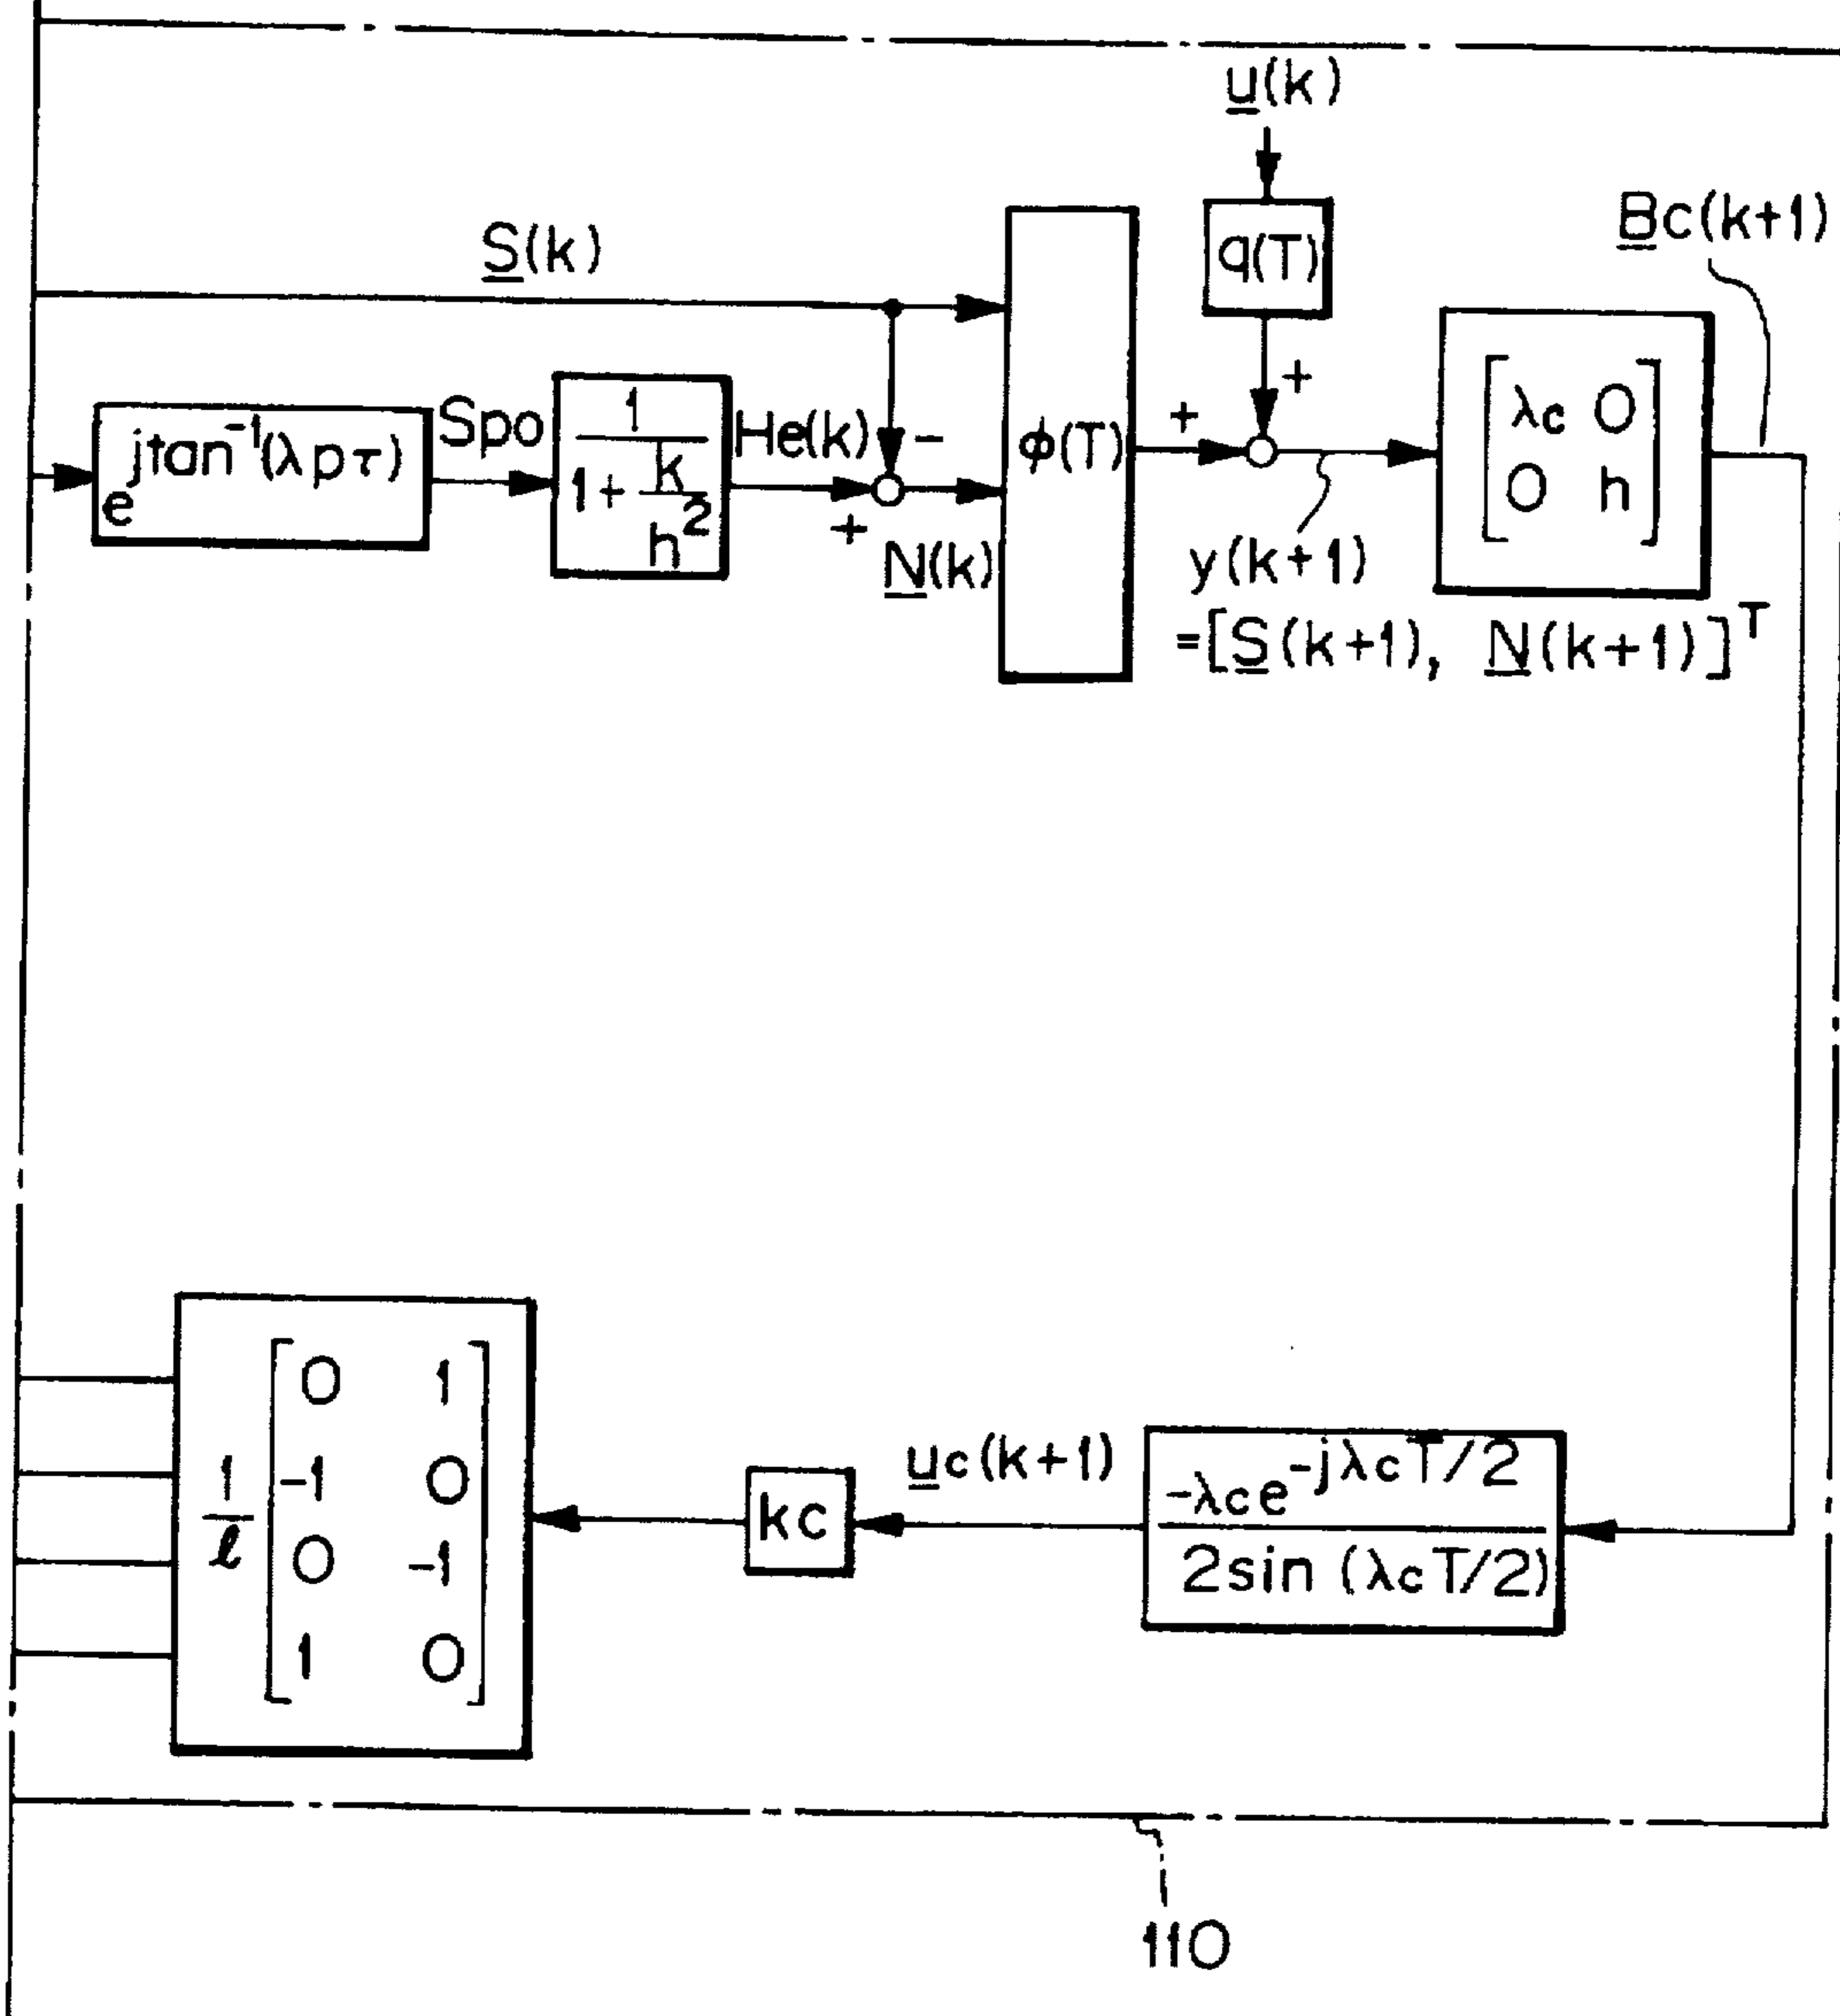 u(k)
S(k)
q(T)
Bc(k+1)
e^jtan^-1(λpτ)
Spo
1
1+ k
h^2
He(k)
−
+
N(k)
ϕ(T)
+
+
y(k+1)
=[S(k+1), N(k+1)]^T
λc 0
0 h
1/ℓ
0 1
-1 0
0 -1
1 0
kc
uc(k+1)
-λce^-jλcT/2
2sin (λcT/2)
110